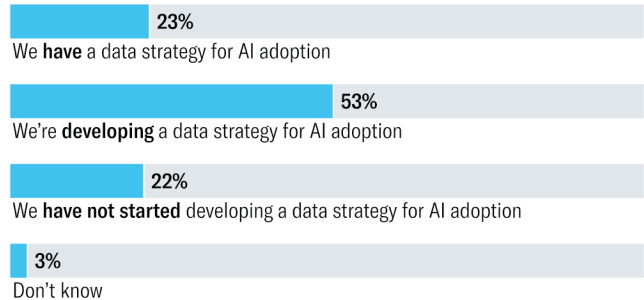 23%
We have a data strategy for AI adoption
53%
We’re developing a data strategy for AI adoption
22%
We have not started developing a data strategy for AI adoption
3%
Don’t know